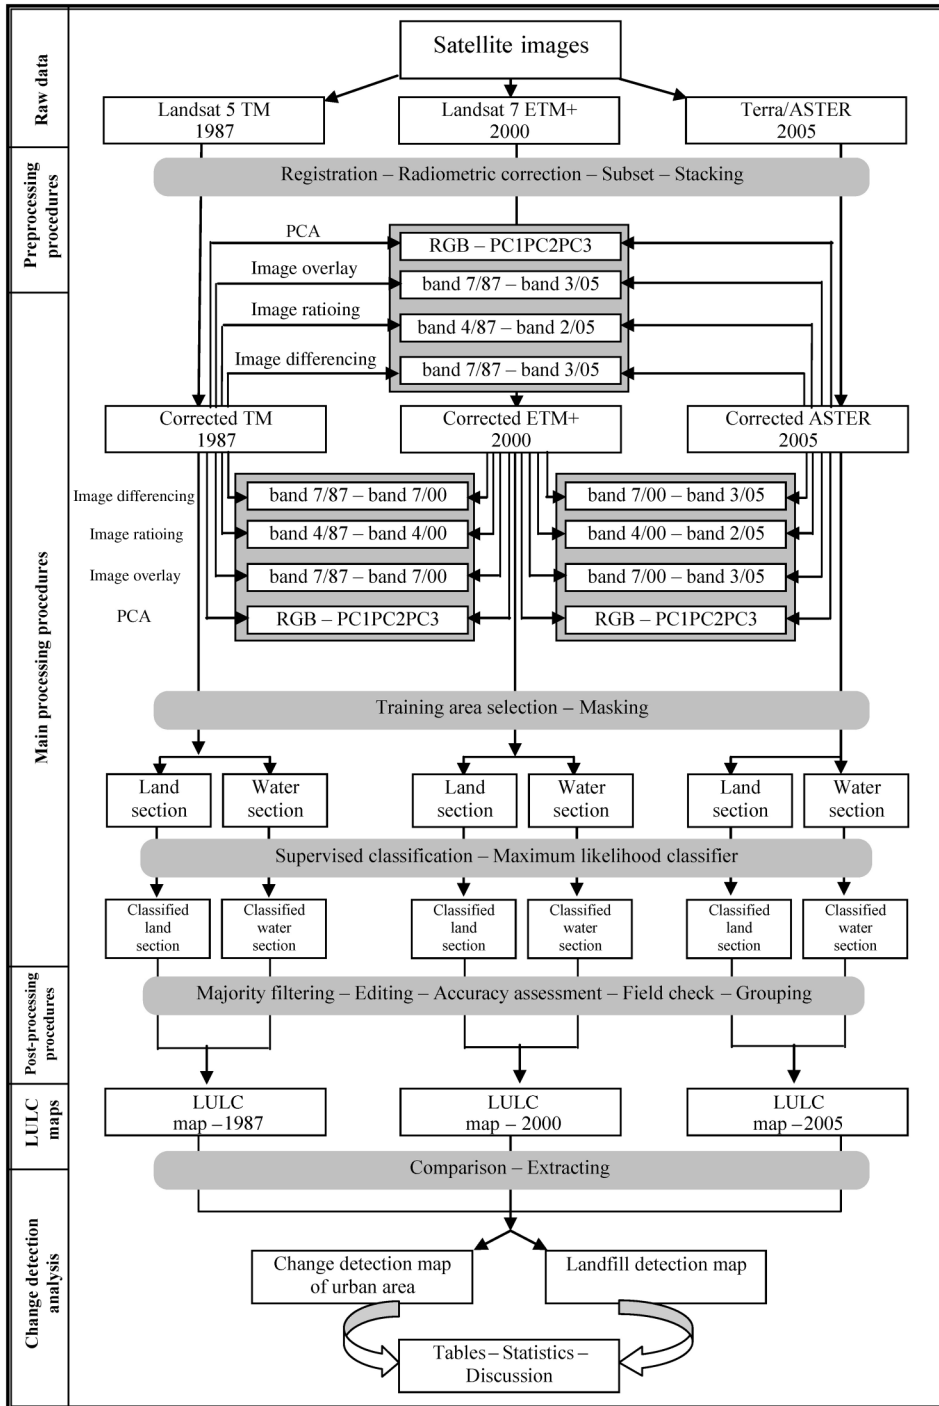 Raw data
Satellite images
Landsat 5 TM
1987
Landsat 7 ETM+
2000
Terra/ASTER
2005
Preprocessing
procedures
Registration – Radiometric correction – Subset – Stacking
PCA
RGB – PC1PC2PC3
Image overlay
band 7/87 – band 3/05
Image ratioing
band 4/87 – band 2/05
Image differencing
band 7/87 – band 3/05
Main processing procedures
Corrected TM
1987
Corrected ETM+
2000
Corrected ASTER
2005
Image differencing
band 7/87 – band 7/00
band 7/00 – band 3/05
Image ratioing
band 4/87 – band 4/00
band 4/00 – band 2/05
Image overlay
band 7/87 – band 7/00
band 7/00 – band 3/05
PCA
RGB – PC1PC2PC3
RGB – PC1PC2PC3
Training area selection – Masking
Land
section
Water
section
Land
section
Water
section
Land
section
Water
section
Supervised classification – Maximum likelihood classifier
Classified
land
section
Classified
water
section
Classified
land
section
Classified
water
section
Classified
land
section
Classified
water
section
Post-processing
procedures
Majority filtering – Editing – Accuracy assessment – Field check – Grouping
LULC
maps
LULC
map – 1987
LULC
map – 2000
LULC
map – 2005
Change detection
analysis
Comparison – Extracting
Change detection map
of urban area
Landfill detection map
Tables – Statistics –
Discussion